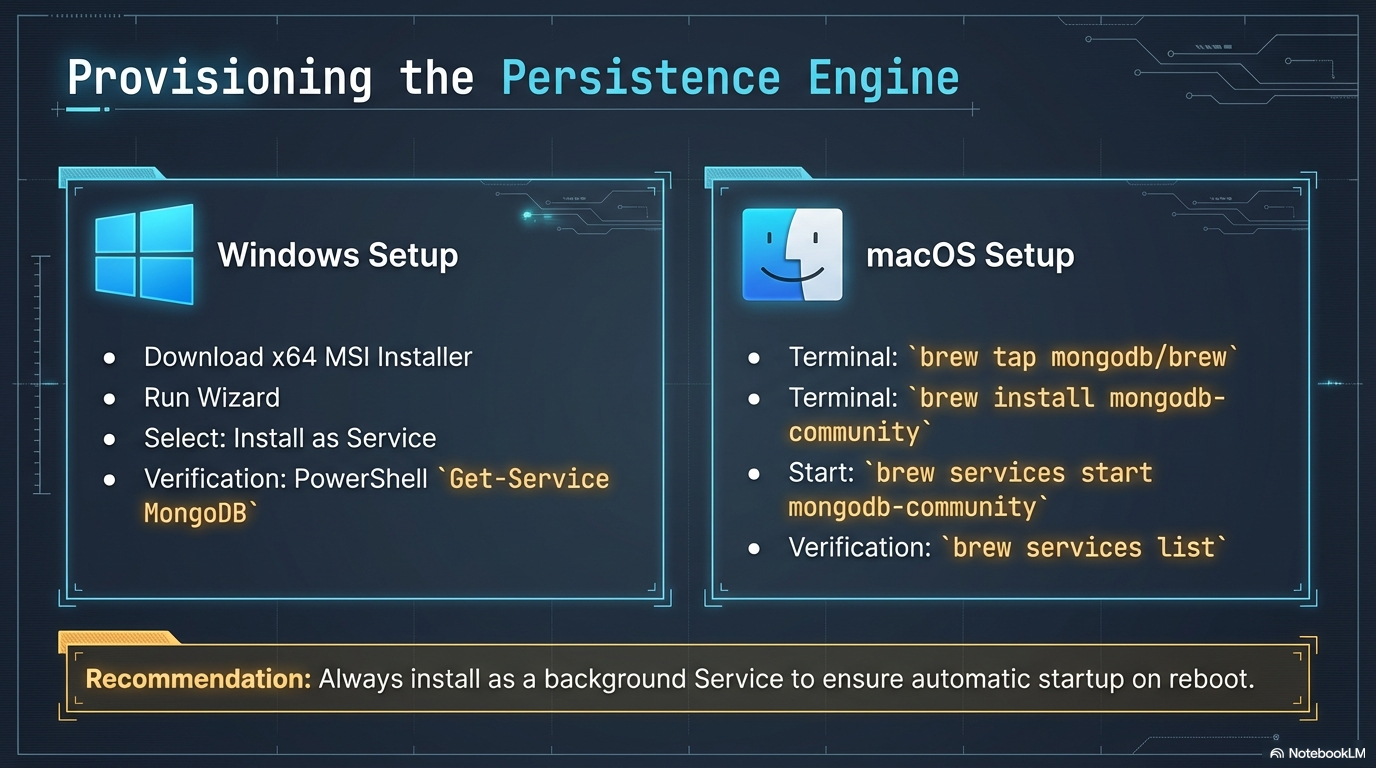 Provisioning the Persistence Engine
Windows Setup
• Download x64 MSI Installer
• Run Wizard
• Select: Install as Service
• Verification: PowerShell `Get-Service
MongoDB`
macOS Setup
• Terminal: `brew tap mongodb/brew`
• Terminal: `brew install mongodb-
community`
• Start: `brew services start
mongodb-community`
• Verification: `brew services list`
Recommendation: Always install as a background Service to ensure automatic startup on reboot.
NotebookLM